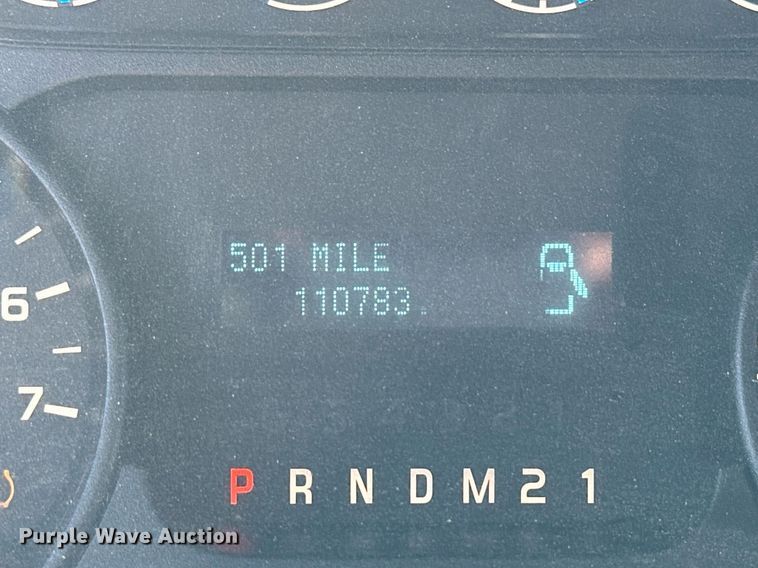 501 MILE
110783.
6
7
P R N D M 2 1
Purple Wave Auction